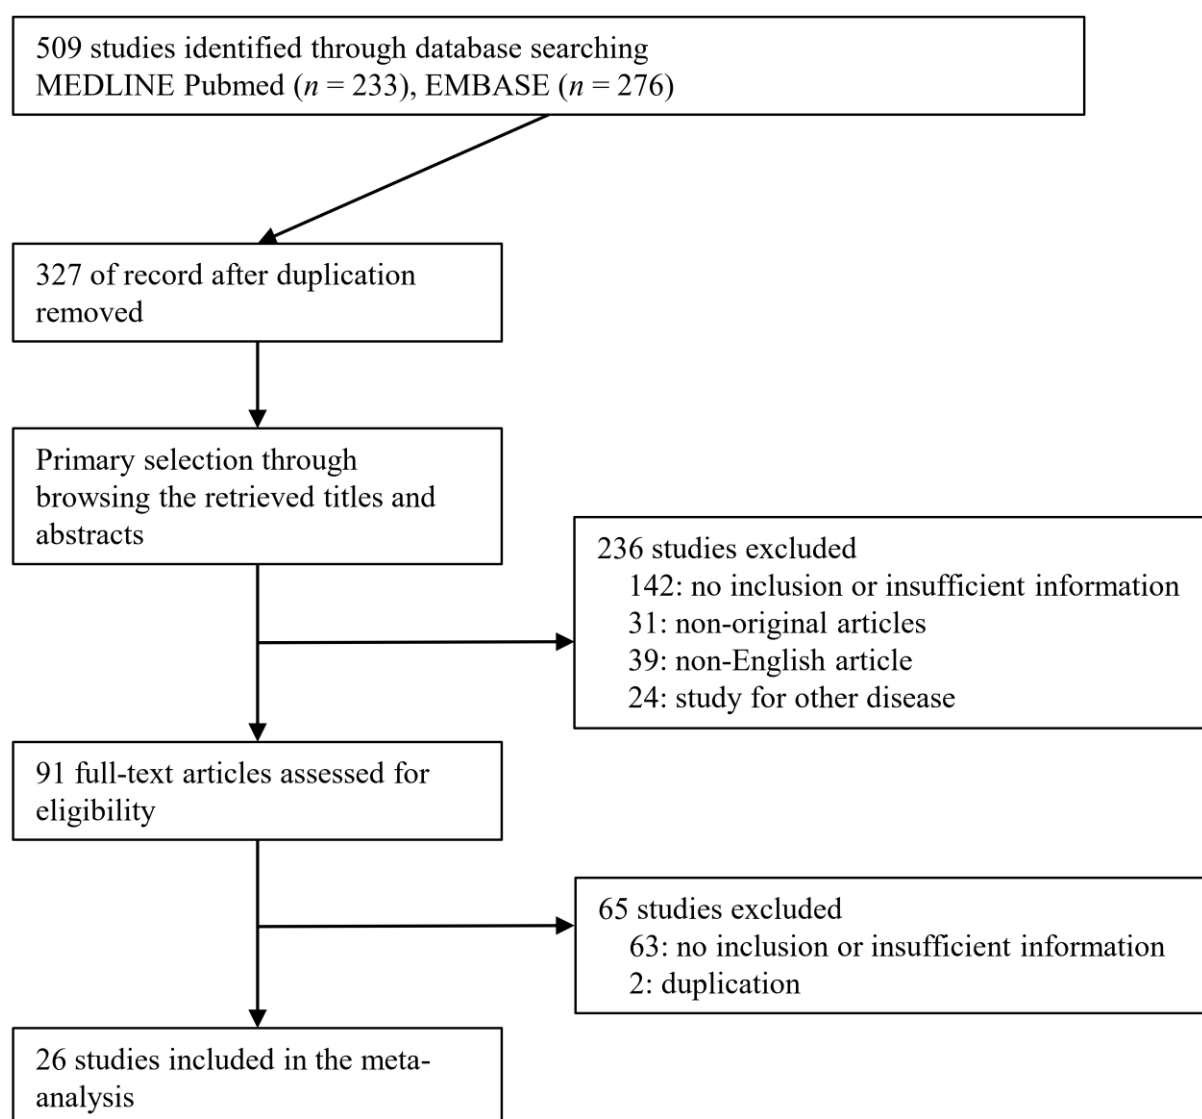 509 studies identified through database searching
MEDLINE Pubmed (n = 233), EMBASE (n = 276)
327 of record after duplication
removed
Primary selection through
browsing the retrieved titles and
abstracts
236 studies excluded
142: no inclusion or insufficient information
31: non-original articles
39: non-English article
24: study for other disease
91 full-text articles assessed for
eligibility
65 studies excluded
63: no inclusion or insufficient information
2: duplication
26 studies included in the meta-
analysis